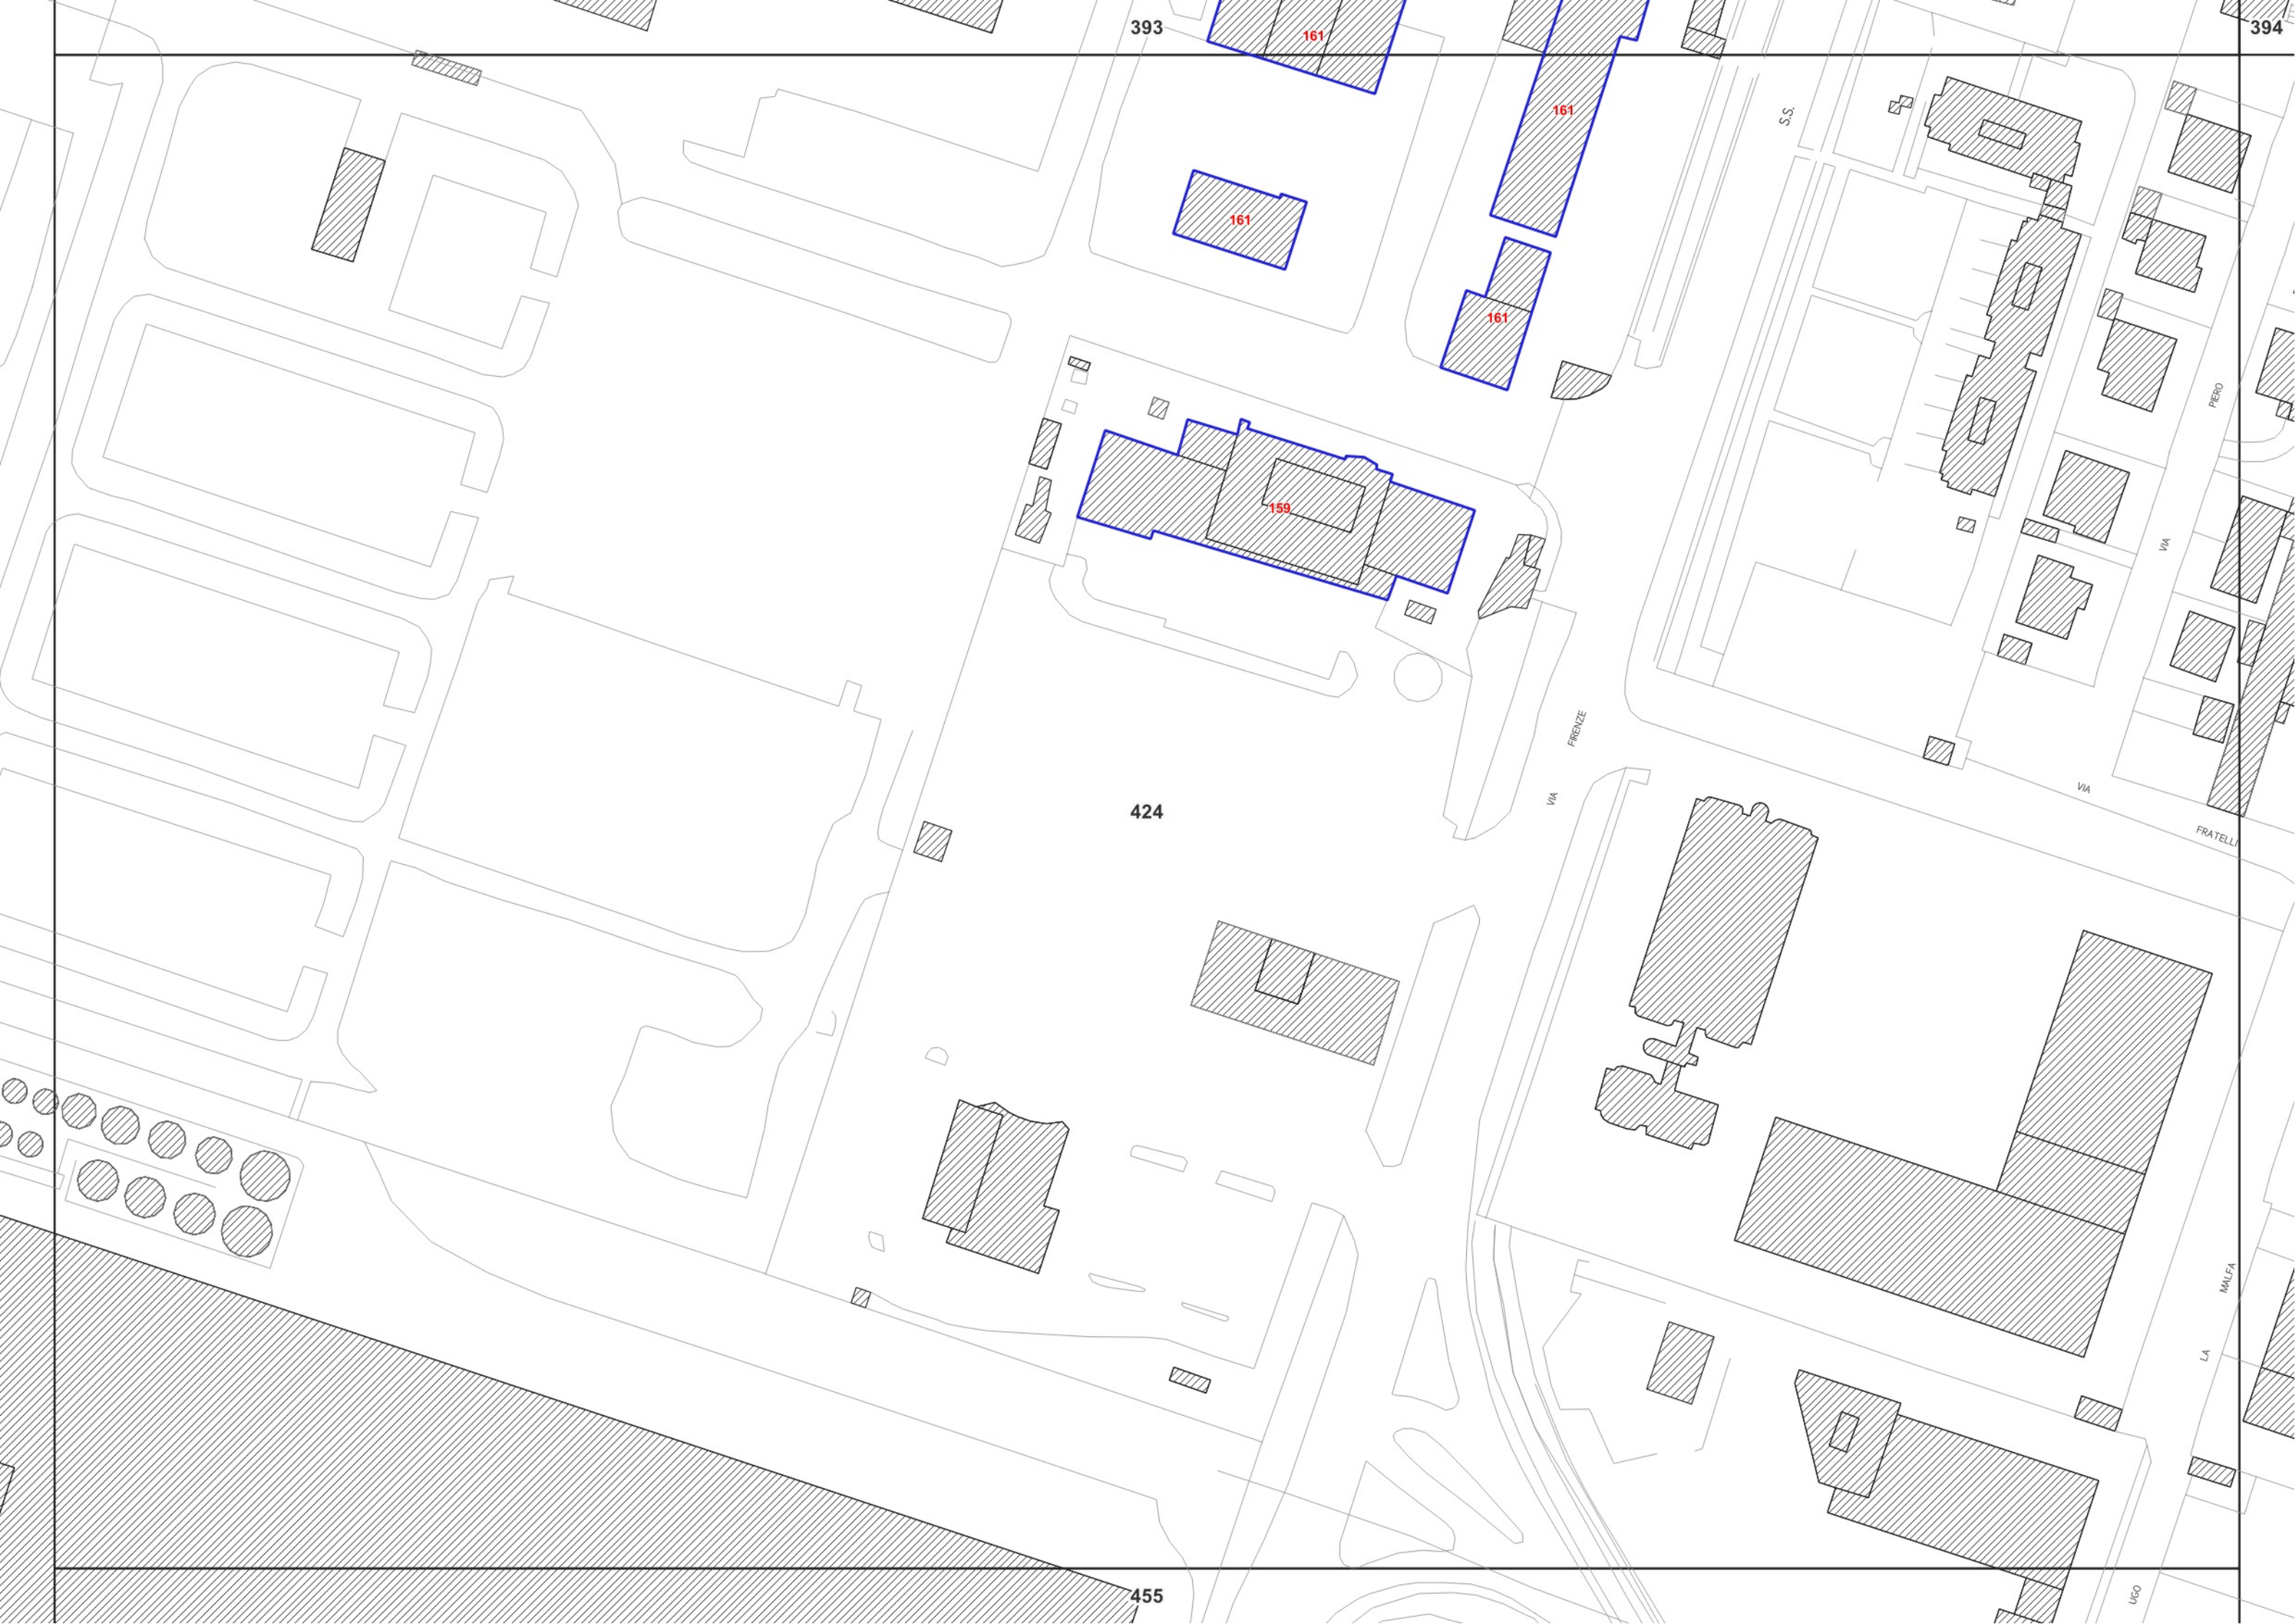 393
394
161
161
S.S.
161
161
PIERO
159
VIA
FIRENZE
VIA
VIA
424
FRATELLI
MALFA
LA
UGO
455